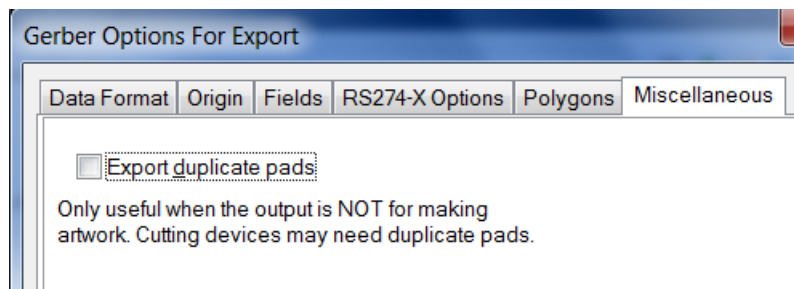 Gerber Options For Export
Data Format Origin Fields RS274-X Options Polygons Miscellaneous
Export duplicate pads
Only useful when the output is NOT for making
artwork. Cutting devices may need duplicate pads.